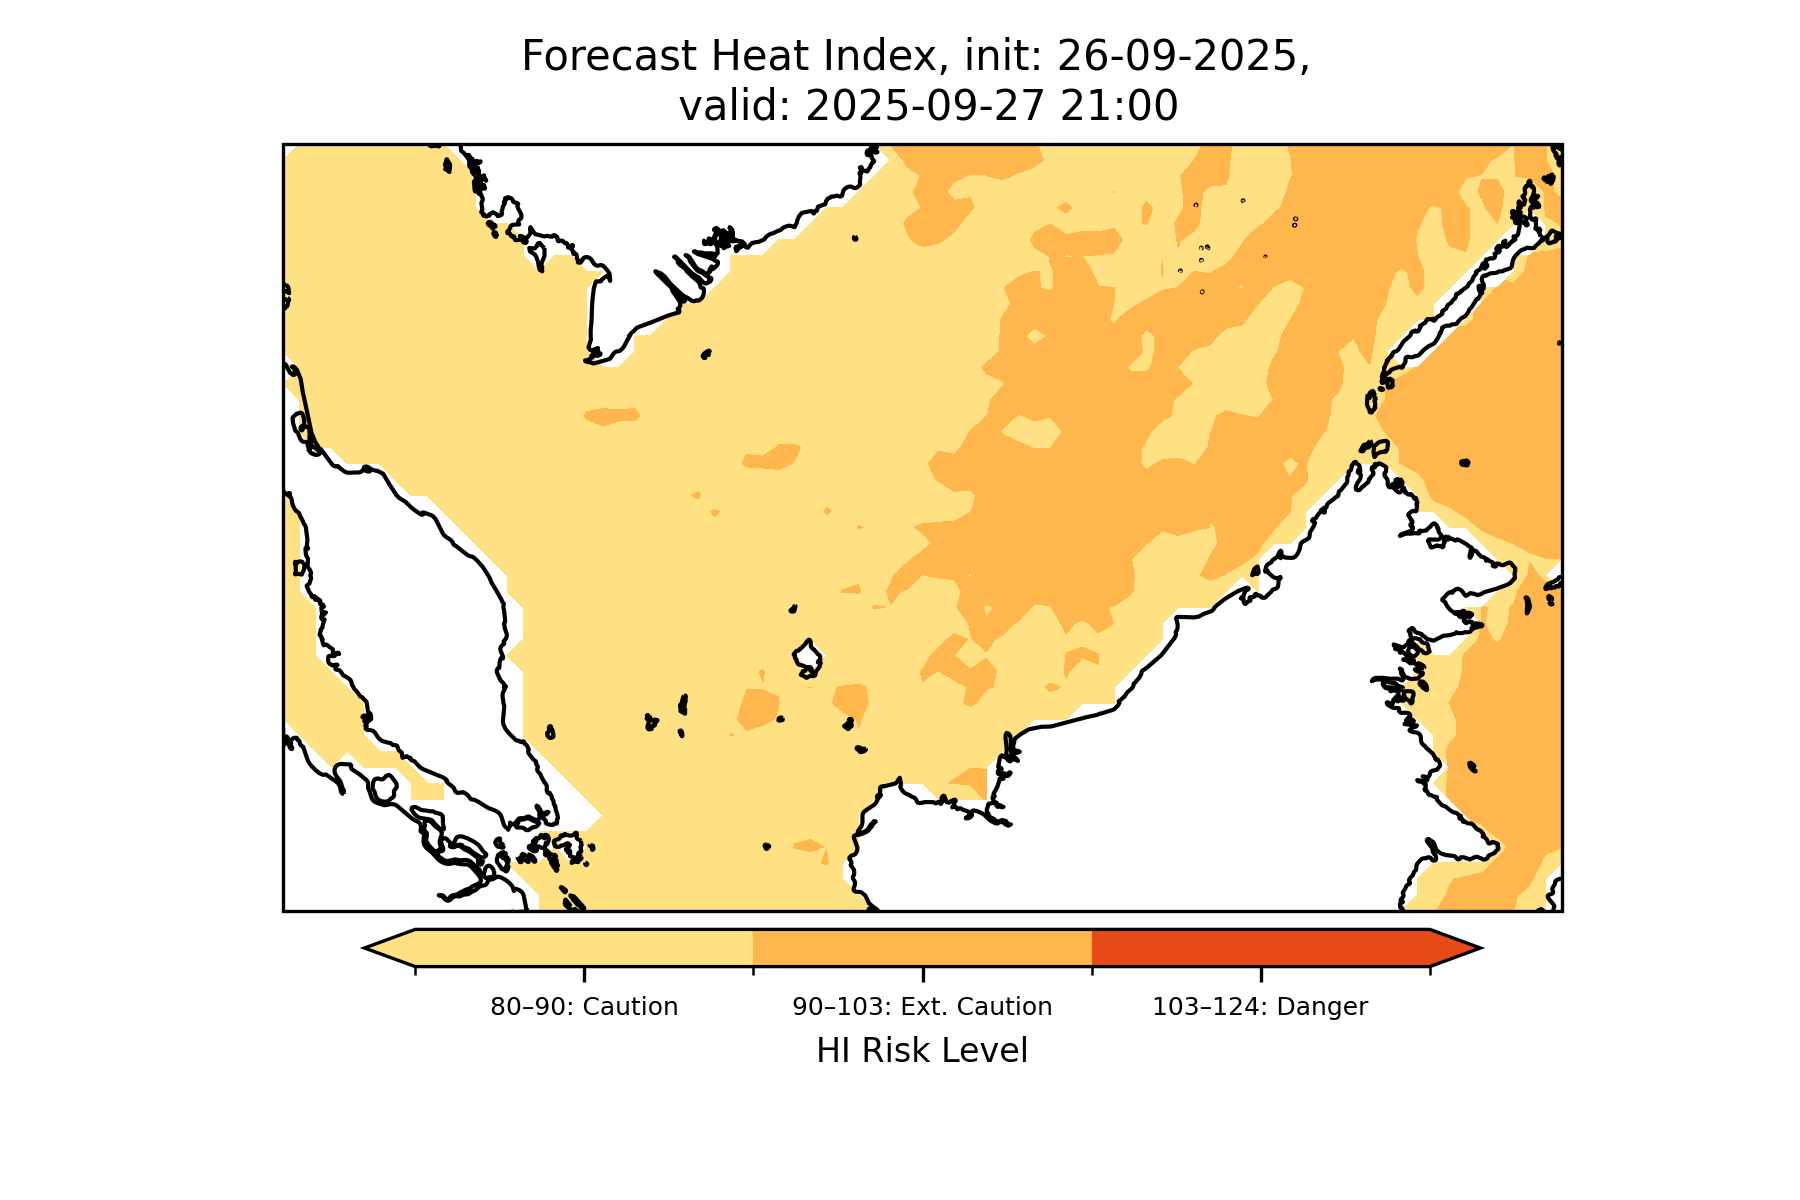 Forecast Heat Index, init: 26-09-2025,
valid: 2025-09-27 21:00
80–90: Caution
90–103: Ext. Caution
103–124: Danger
HI Risk Level